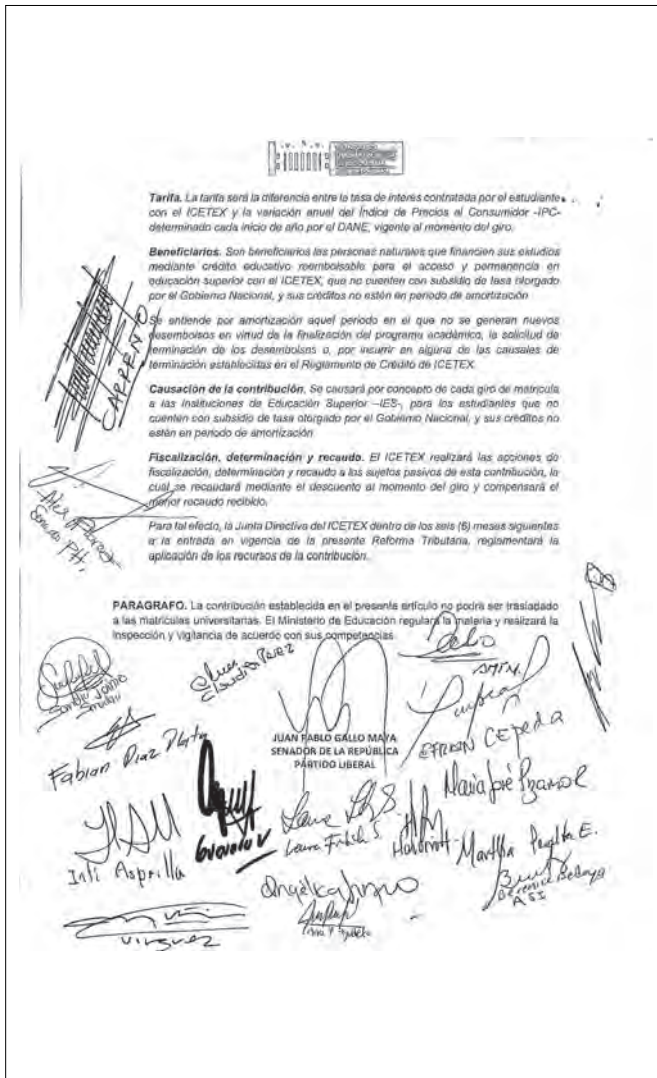 Tarifa. La tarifa será la diferencia entre la tasa de interés contratada por el estudiante
con el ICETEX y la variación anual del Índice de Precios al Consumidor -IPC-
determinado cada inicio de año por el DANE, vigente al momento del giro.
Beneficiarios. Son beneficiarios las personas naturales que financien sus estudios
mediante crédito educativo reembolsable para el acceso y permanencia en
educación superior con el ICETEX, que no cuenten con subsidio de tasa otorgado
por el Gobierno Nacional, y sus créditos no estén en periodo de amortización
Se entiende por amortización aquel periodo en el que no se generan nuevos
desembolsos en virtud de la finalización del programa académico, la solicitud de
terminación de los desembolsos o, por incurrir en alguna de las causales de
terminación establecidas en el Reglamento de Crédito de ICETEX
Causación de la contribución. Se causará por concepto de cada giro de matrícula
a las Instituciones de Educación Superior –IES-, para los estudiantes que no
cuenten con subsidio de tasa otorgado por el Gobierno Nacional, y sus créditos no
estén en periodo de amortización
Fiscalización, determinación y recaudo. El ICETEX realizará las acciones de
fiscalización, determinación y recaudo a los sujetos pasivos de esta contribución, la
cual se recaudará mediante el descuento al momento del giro y compensará el
menor recaudo recibido.
Para tal efecto, la Junta Directiva del ICETEX dentro de los seis (6) meses siguientes
a la entrada en vigencia de la presente Reforma Tributaria, reglamentará la
aplicación de los recursos de la contribución.
PARAGRAFO. La contribución establecida en el presente artículo no podrá ser trasladado
a las matrículas universitarias. El Ministerio de Educación regulará la materia y realizará la
inspección y vigilancia de acuerdo con sus competencias
Claudia Pérez
JUAN PABLO GALLO MAYA
SENADOR DE LA REPÚBLICA
PARTIDO LIBERAL
EFRAIN CEPEDA
Fabian Diaz Plata
María José Pizarro
Inti Asprilla
Laura Fortich S.
Martha Peralta E.
Berenice Bedoya
ASI
Angélica Lozano
Virguez